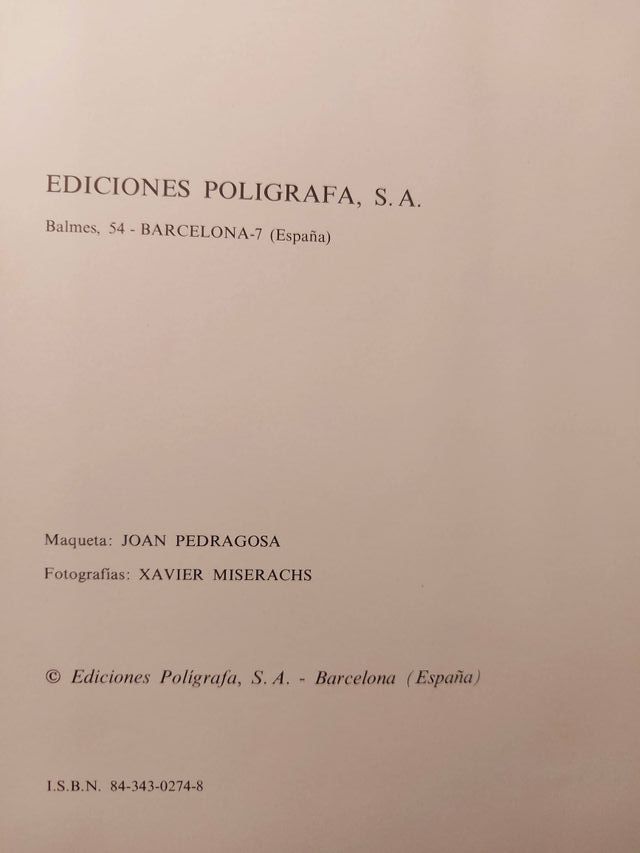 EDICIONES POLIGRAFA, S. A.
Balmes, 54 - BARCELONA-7 (España)
Maqueta: JOAN PEDRAGOSA
Fotografías: XAVIER MISERACHS
© Ediciones Polígrafa, S. A. - Barcelona (España)
I.S.B.N. 84-343-0274-8